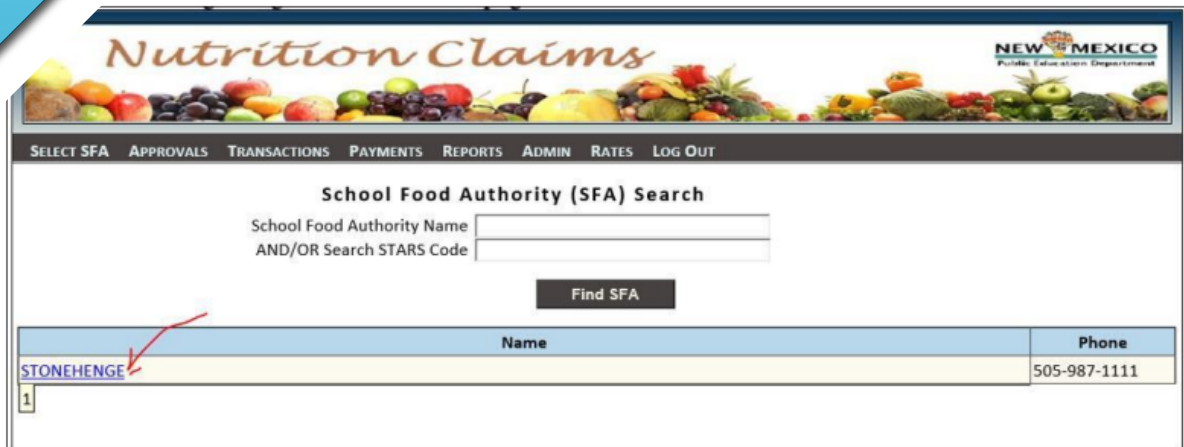 Nutrition Claims
NEW MEXICO
Public Education Department
SELECT SFA APPROVALS TRANSACTIONS PAYMENTS REPORTS ADMIN RATES LOG OUT
School Food Authority (SFA) Search
School Food Authority Name
AND/OR Search STARS Code
Find SFA
Name Phone
STONEHENGE 505-987-1111
1